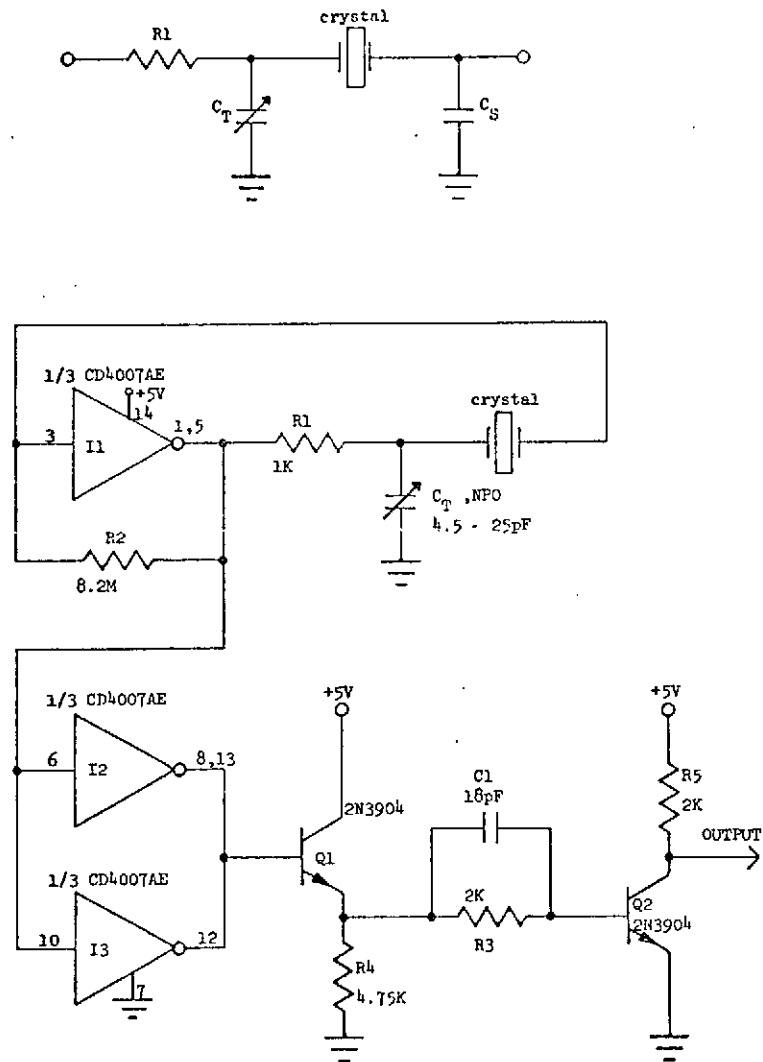 crystal
R1
C_T
C_S
1/3 CD4007AE
+5V
14
3
I1
1,5
R1
1K
crystal
C_T ,NPO
4.5 - 25pF
R2
8.2M
1/3 CD4007AE
6
I2
8,13
1/3 CD4007AE
10
I3
12
7
+5V
2N3904
Q1
R4
4.75K
C1
18pF
2K
R3
+5V
R5
2K
OUTPUT
Q2
2N3904